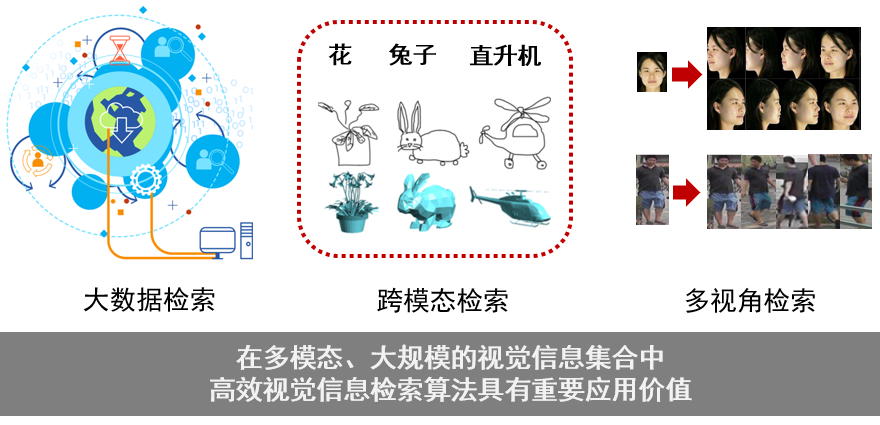 花 兔子 直升机
大数据检索
跨模态检索
多视角检索
在多模态、大规模的视觉信息集合中
高效视觉信息检索算法具有重要应用价值